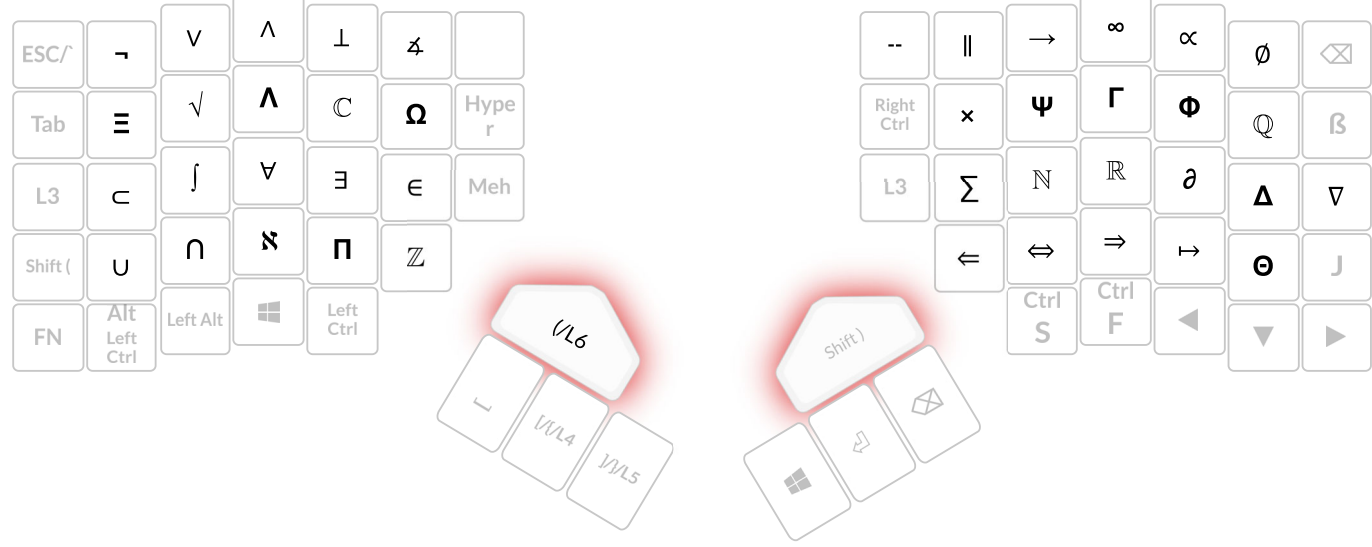 ESC/` ¬ ∨ ∧ ⊥ ∡ -- ∥ → ∞ ∝ ∅ ⌫
Tab Ξ √ Λ ℂ Ω Hype
r
Right
Ctrl
× Ψ Γ Φ ℚ ß
L3 ⊂ ∫ ∀ ∃ ∈ Meh L3 ∑ ℕ ℝ ∂ Δ ∇
Shift ( ∪ ∩ ℵ Π ℤ ⇐ ⇔ ⇒ ↦ Θ J
FN
Alt
Left
Ctrl
Left Alt
Left
Ctrl
Ctrl
S
Ctrl
F
◀ ▼ ▶
(/L6
Shift )
[/{/L4
]/}/L5